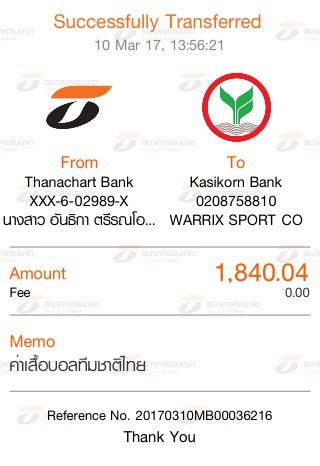 Successfully Transferred
10 Mar 17, 13:56:21
From
Thanachart Bank
XXX-6-02989-X
นางสาว อันธิกา ตรีรณโอ...
To
Kasikorn Bank
0208758810
WARRIX SPORT CO
Amount 1,840.04
Fee 0.00
Memo
ค่าเสื้อบอลทีมชาติไทย
Reference No. 20170310MB00036216
Thank You